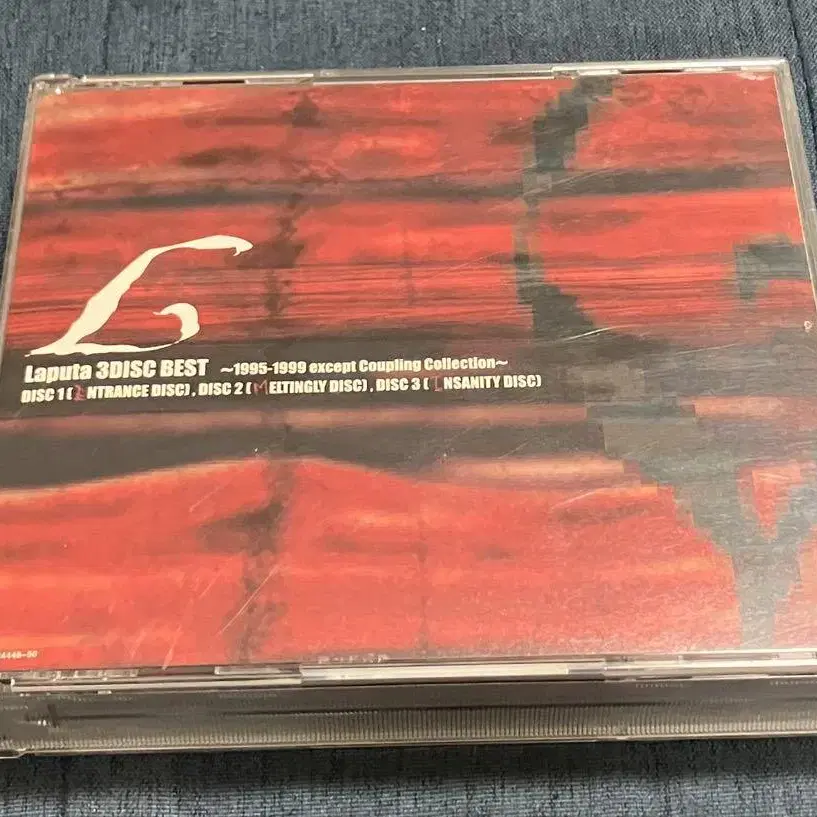 L
Laputa 3DISC BEST ～1995-1999 except Coupling Collection～
DISC 1 (ENTRANCE DISC), DISC 2 (MELTINGLY DISC), DISC 3 (INSANITY DISC)